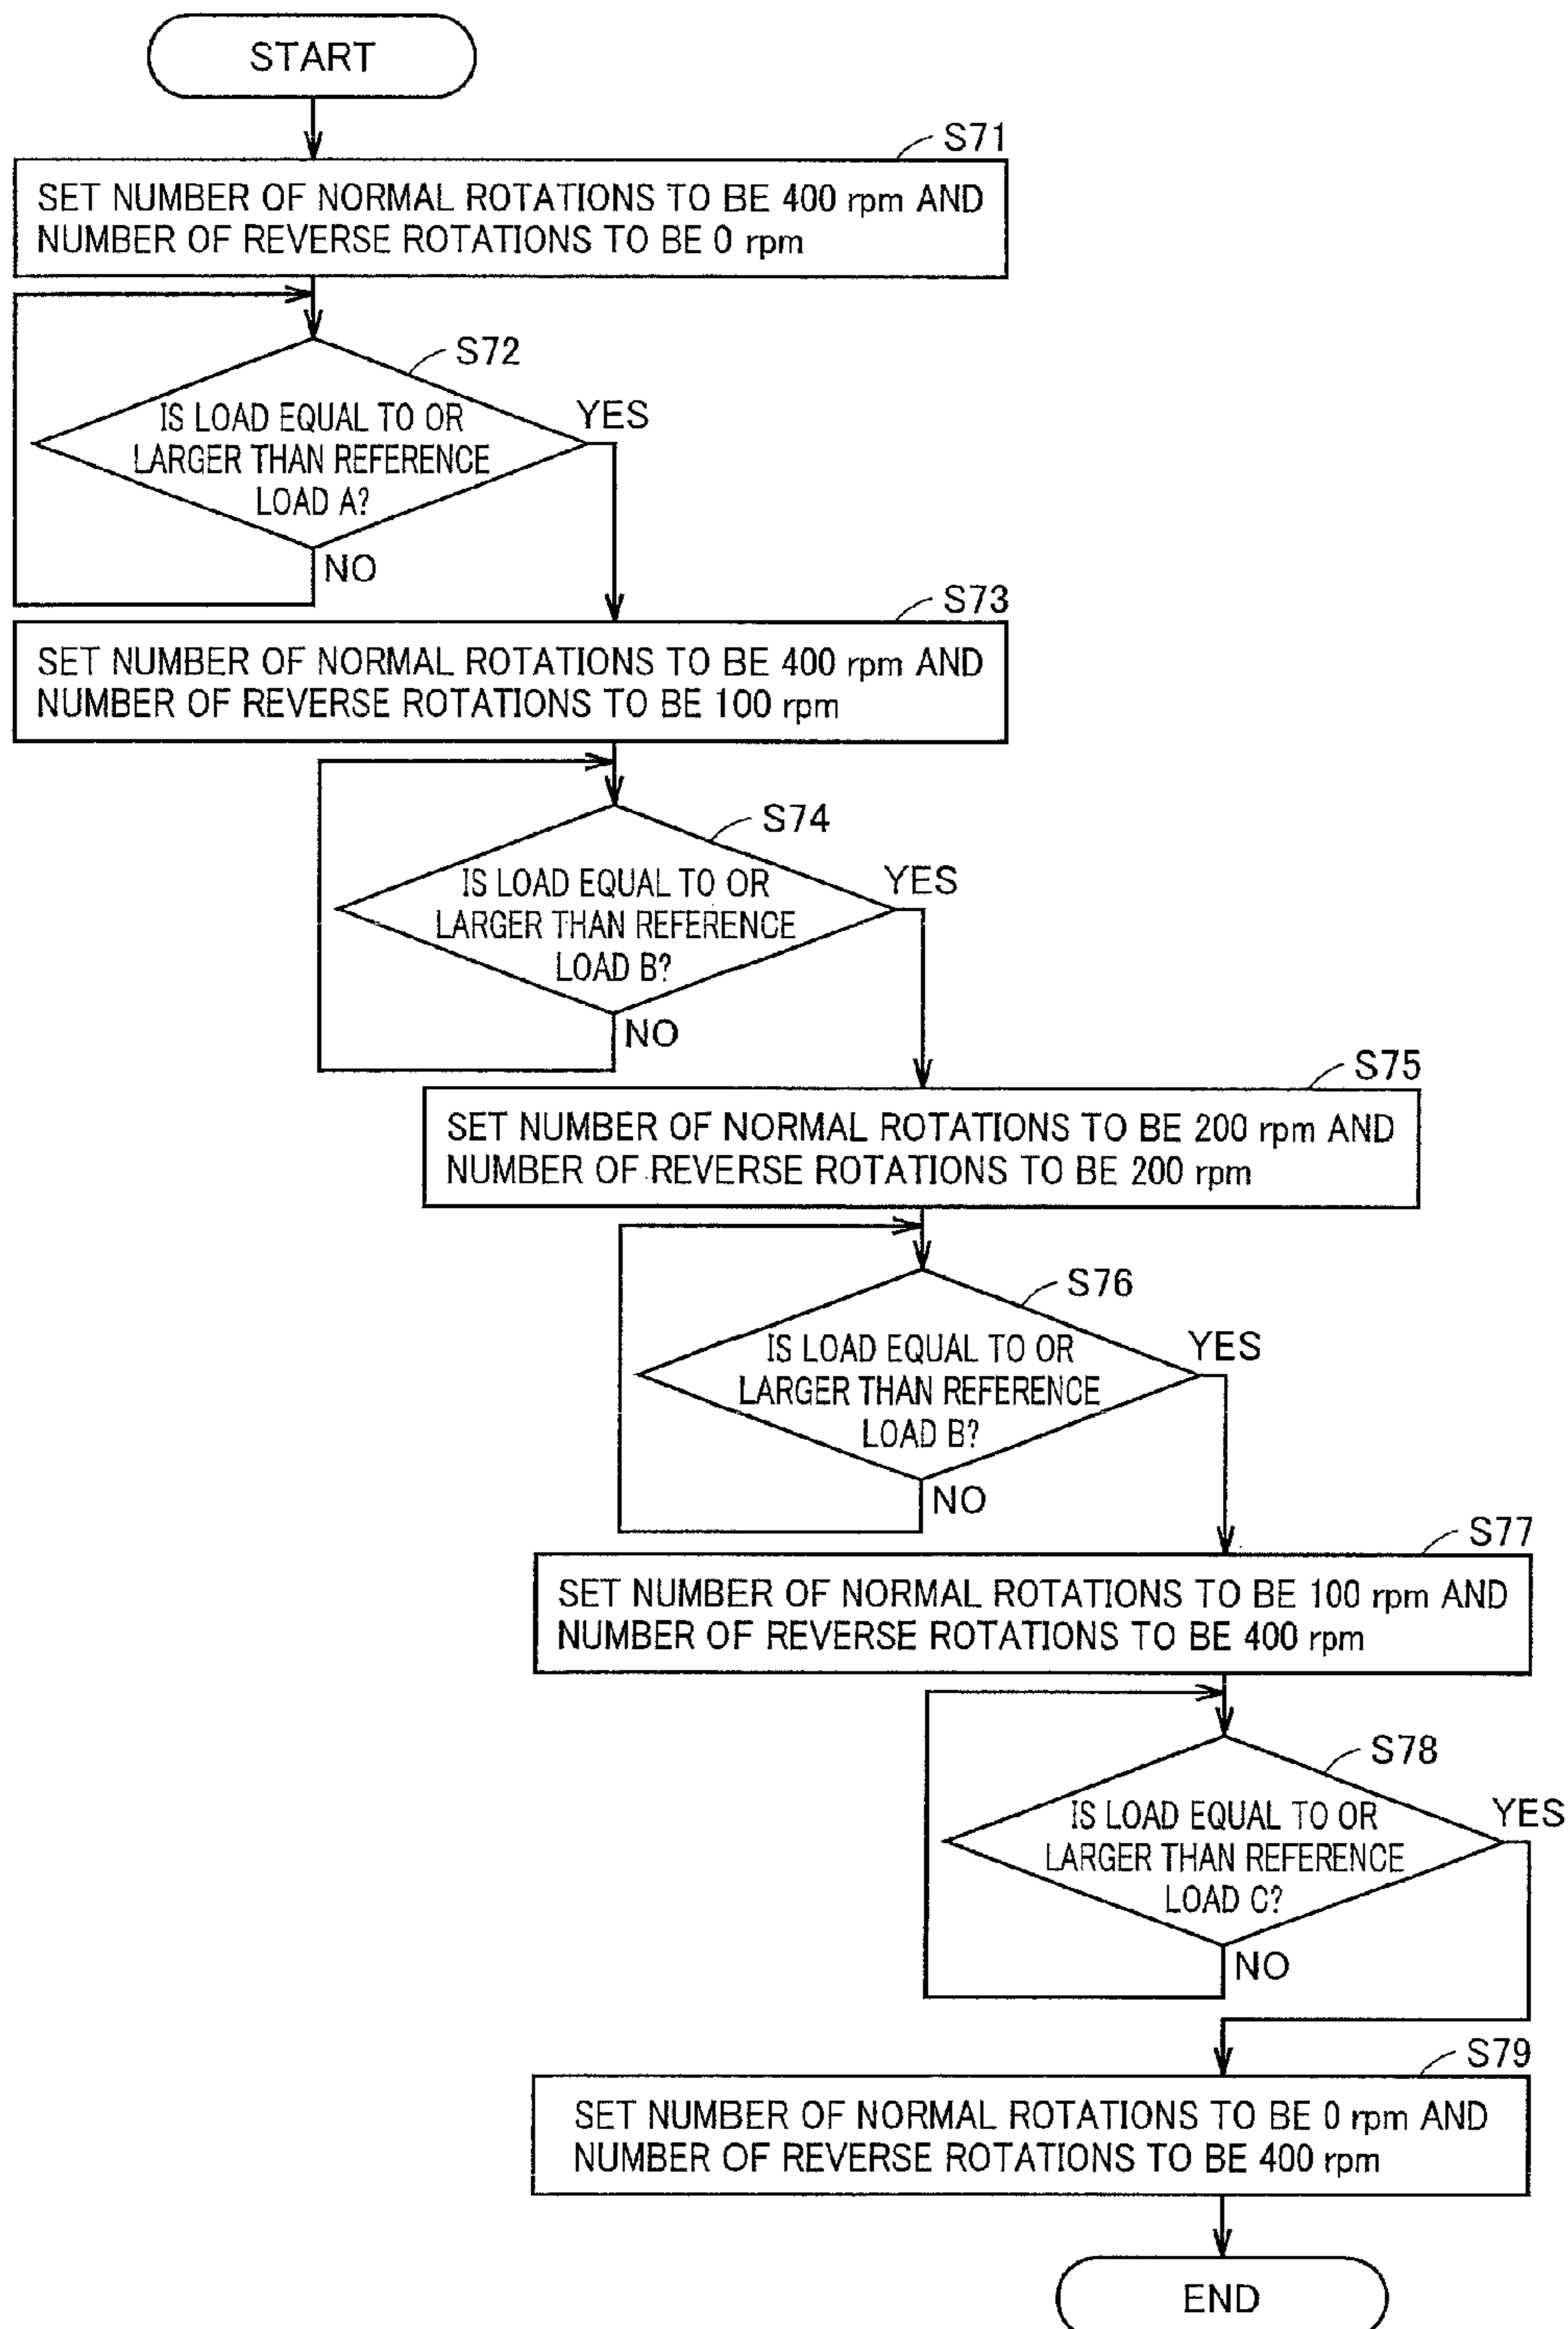 START
S71
SET NUMBER OF NORMAL ROTATIONS TO BE 400 rpm AND
NUMBER OF REVERSE ROTATIONS TO BE 0 rpm
S72
IS LOAD EQUAL TO OR
LARGER THAN REFERENCE
LOAD A?
YES
NO
S73
SET NUMBER OF NORMAL ROTATIONS TO BE 400 rpm AND
NUMBER OF REVERSE ROTATIONS TO BE 100 rpm
S74
IS LOAD EQUAL TO OR
LARGER THAN REFERENCE
LOAD B?
YES
NO
S75
SET NUMBER OF NORMAL ROTATIONS TO BE 200 rpm AND
NUMBER OF REVERSE ROTATIONS TO BE 200 rpm
S76
IS LOAD EQUAL TO OR
LARGER THAN REFERENCE
LOAD B?
YES
NO
S77
SET NUMBER OF NORMAL ROTATIONS TO BE 100 rpm AND
NUMBER OF REVERSE ROTATIONS TO BE 400 rpm
S78
IS LOAD EQUAL TO OR
LARGER THAN REFERENCE
LOAD C?
YES
NO
S79
SET NUMBER OF NORMAL ROTATIONS TO BE 0 rpm AND
NUMBER OF REVERSE ROTATIONS TO BE 400 rpm
END